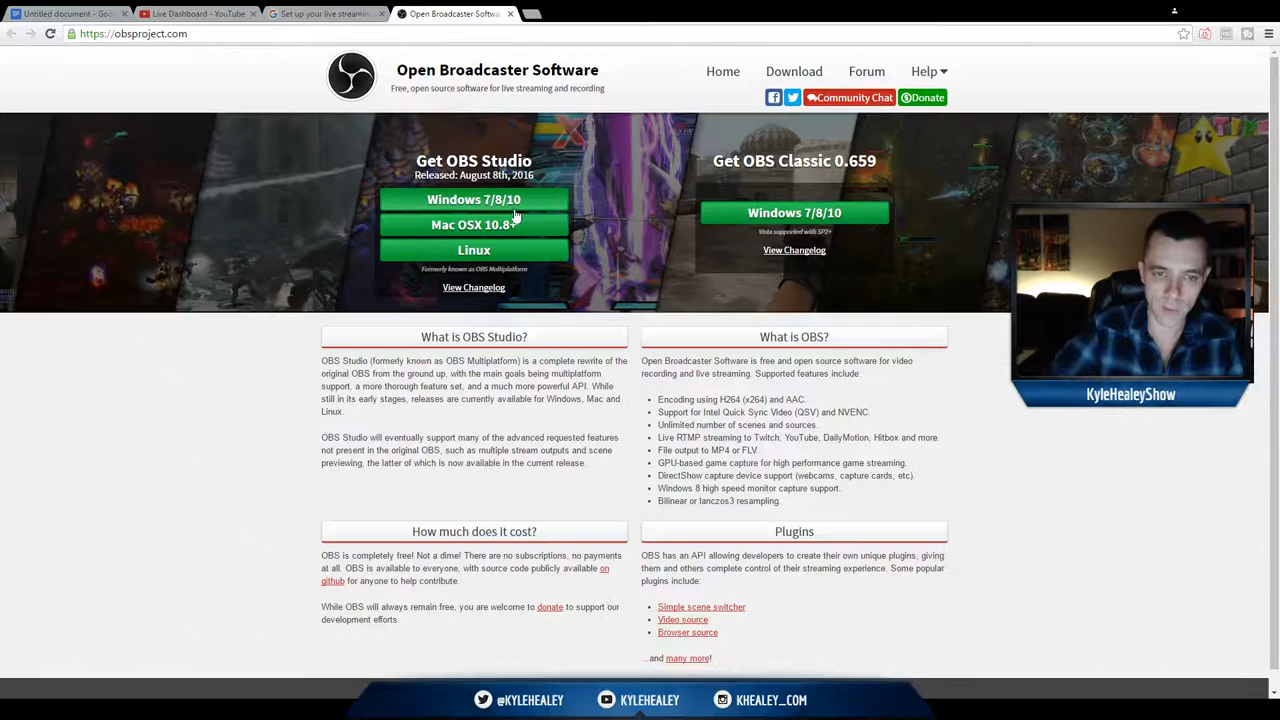 Untitled document - Goo
Live Dashboard - YouTube
Set up your live streaming
Open Broadcaster Softwa
https://obsproject.com
Open Broadcaster Software
Free, open source software for live streaming and recording
Home
Download
Forum
Help
Community Chat
Donate
Get OBS Studio
Released: August 8th, 2016
Windows 7/8/10
Mac OSX 10.8+
Linux
Formerly known as OBS Multiplatform
View Changelog
Get OBS Classic 0.659
Windows 7/8/10
Vista supported with SP2+
View Changelog
KyleHealeyShow
What is OBS Studio?
OBS Studio (formerly known as OBS Multiplatform) is a complete rewrite of the
original OBS from the ground up, with the main goals being multiplatform
support, a more thorough feature set, and a much more powerful API. While
still in its early stages, releases are currently available for Windows, Mac and
Linux.
OBS Studio will eventually support many of the advanced requested features
not present in the original OBS, such as multiple stream outputs and scene
previewing, the latter of which is now available in the current release.
What is OBS?
Open Broadcaster Software is free and open source software for video
recording and live streaming. Supported features include:
Encoding using H264 (x264) and AAC.
Support for Intel Quick Sync Video (QSV) and NVENC.
Unlimited number of scenes and sources.
Live RTMP streaming to Twitch, YouTube, DailyMotion, Hitbox and more.
File output to MP4 or FLV.
GPU-based game capture for high performance game streaming.
DirectShow capture device support (webcams, capture cards, etc).
Windows 8 high speed monitor capture support.
Bilinear or lanczos3 resampling.
How much does it cost?
OBS is completely free! Not a dime! There are no subscriptions, no payments
at all. OBS is available to everyone, with source code publicly available on
github for anyone to help contribute.
While OBS will always remain free, you are welcome to donate to support our
development efforts.
Plugins
OBS has an API allowing developers to create their own unique plugins, giving
them and others complete control of their streaming experience. Some popular
plugins include:
Simple scene switcher
Video source
Browser source
...and many more!
@KYLEHEALEY
KYLEHEALEY
KHEALEY_COM